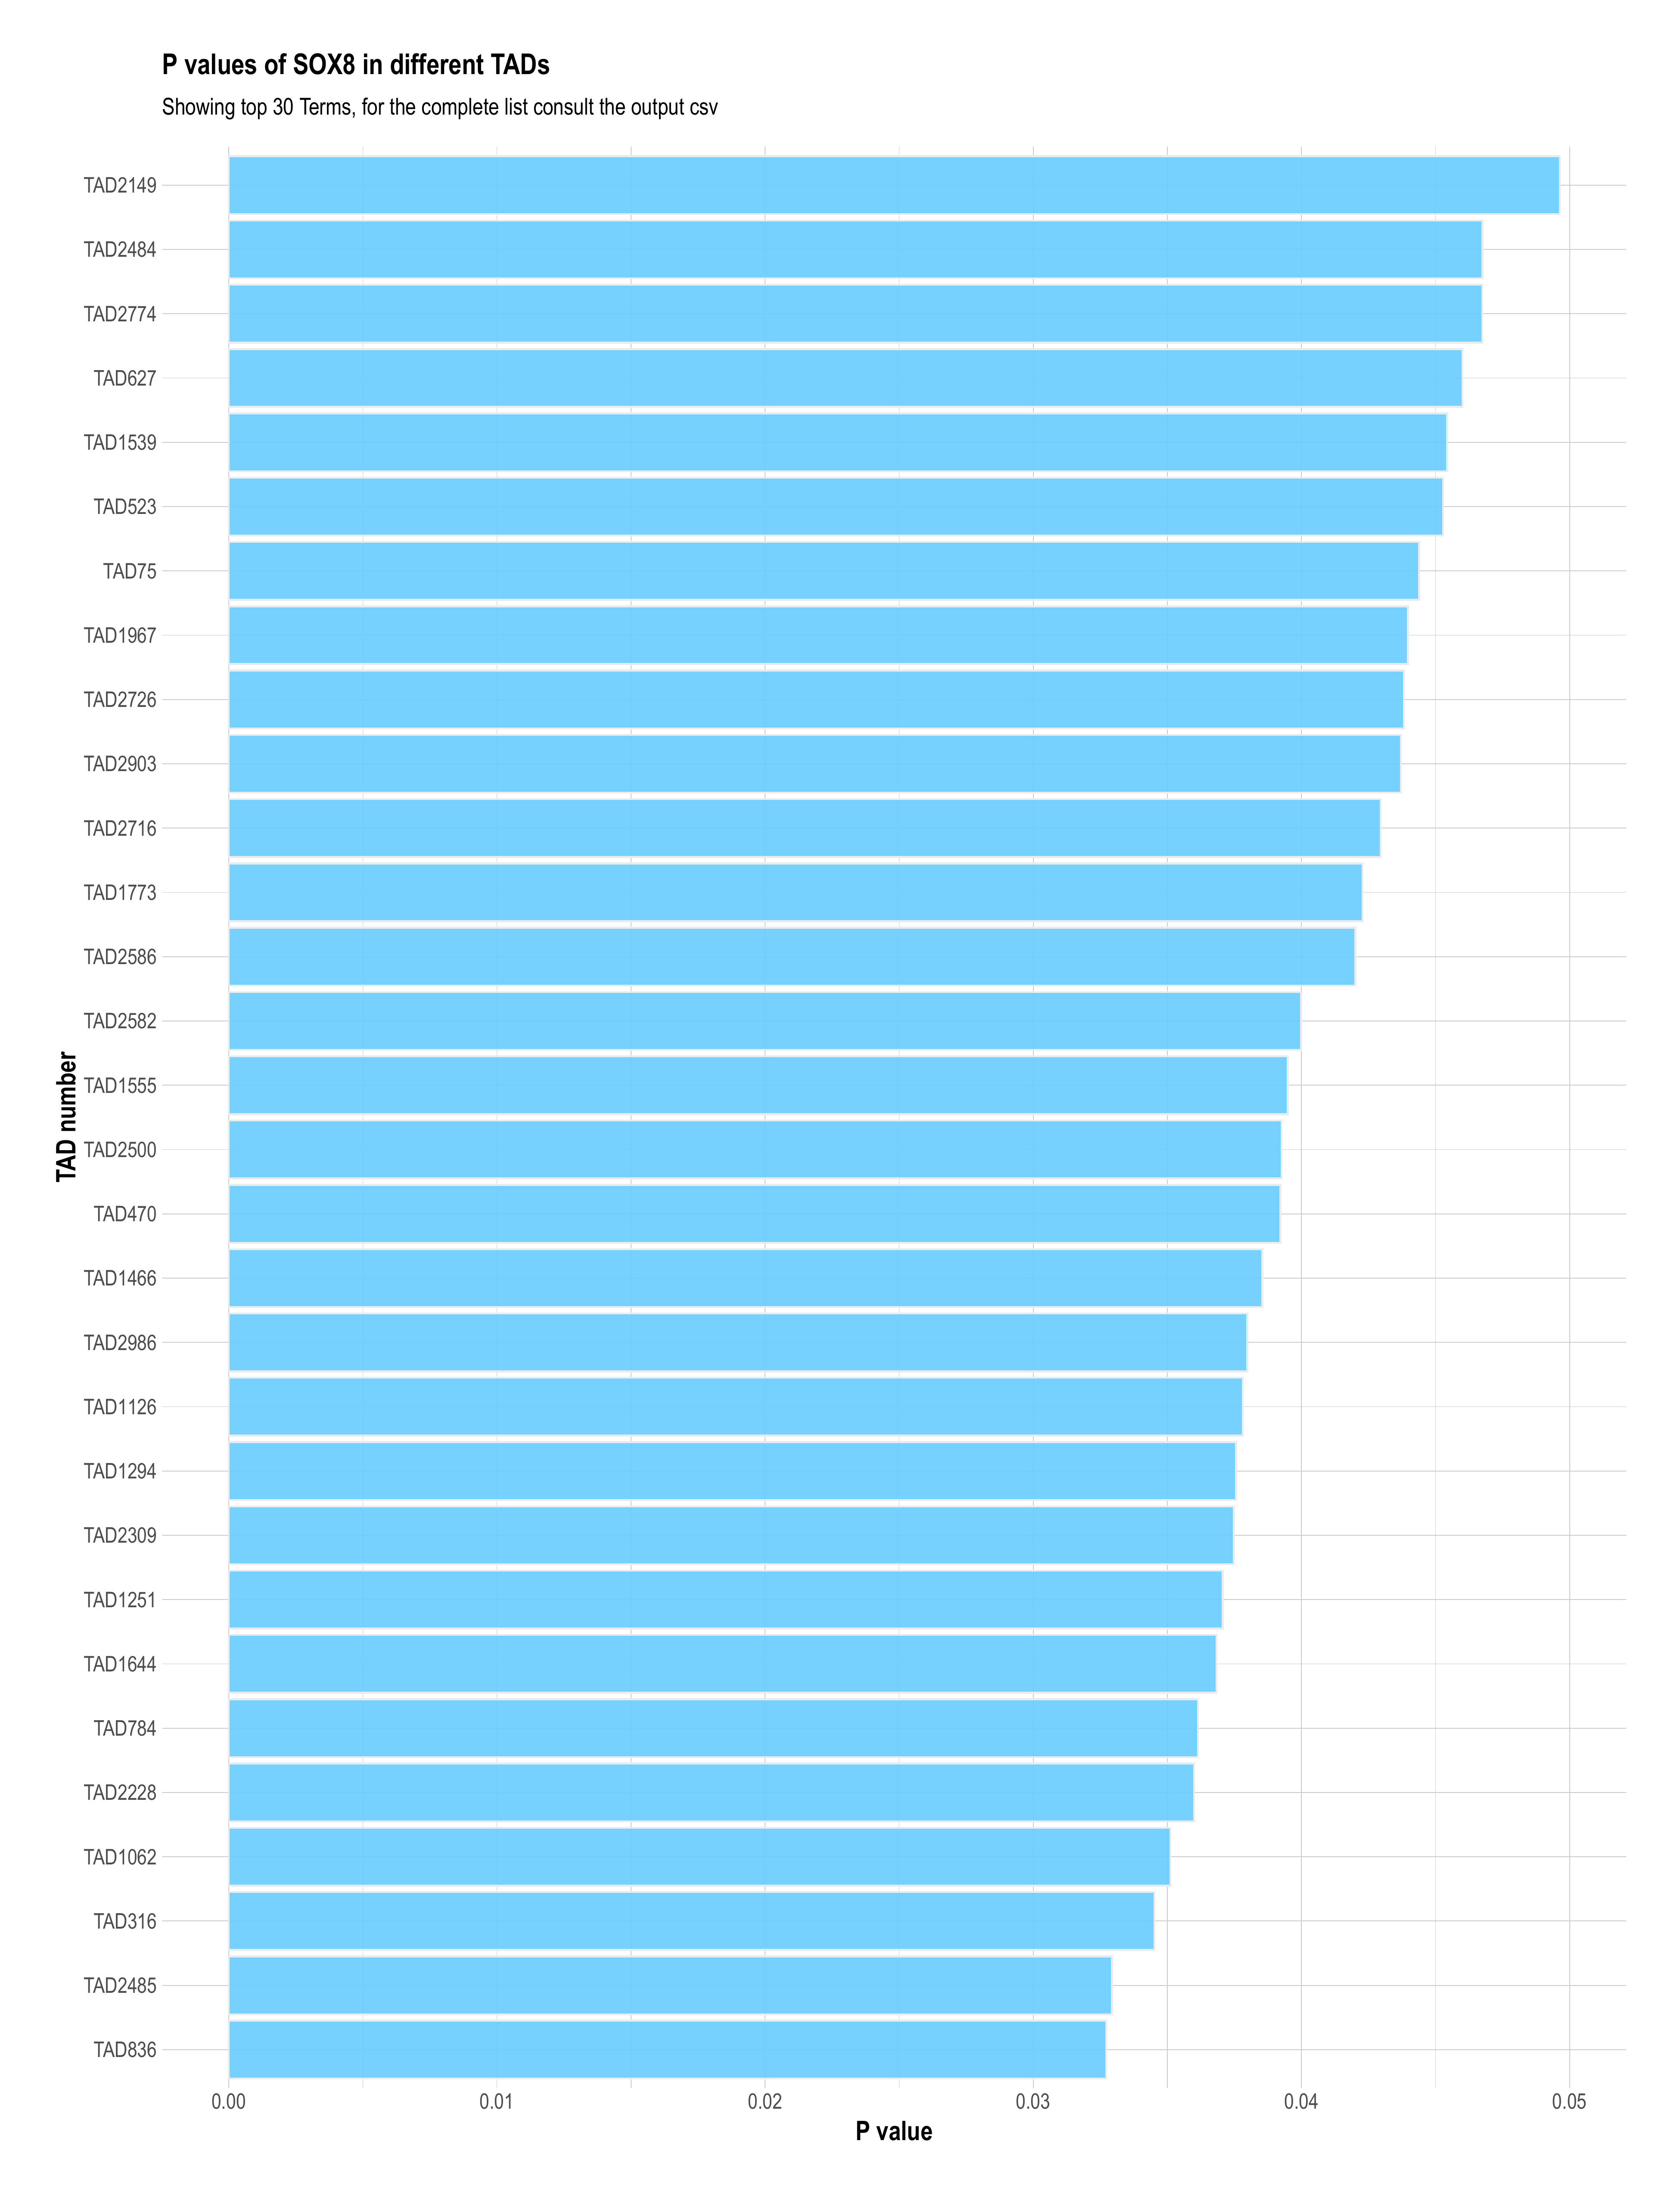 P values of SOX8 in different TADs
Showing top 30 Terms, for the complete list consult the output csv
TAD2149
TAD2484
TAD2774
TAD627
TAD1539
TAD523
TAD75
TAD1967
TAD2726
TAD2903
TAD2716
TAD1773
TAD2586
TAD2582
TAD1555
TAD2500
TAD470
TAD1466
TAD2986
TAD1126
TAD1294
TAD2309
TAD1251
TAD1644
TAD784
TAD2228
TAD1062
TAD316
TAD2485
TAD836
TAD number
0.00 0.01 0.02 0.03 0.04 0.05
P value